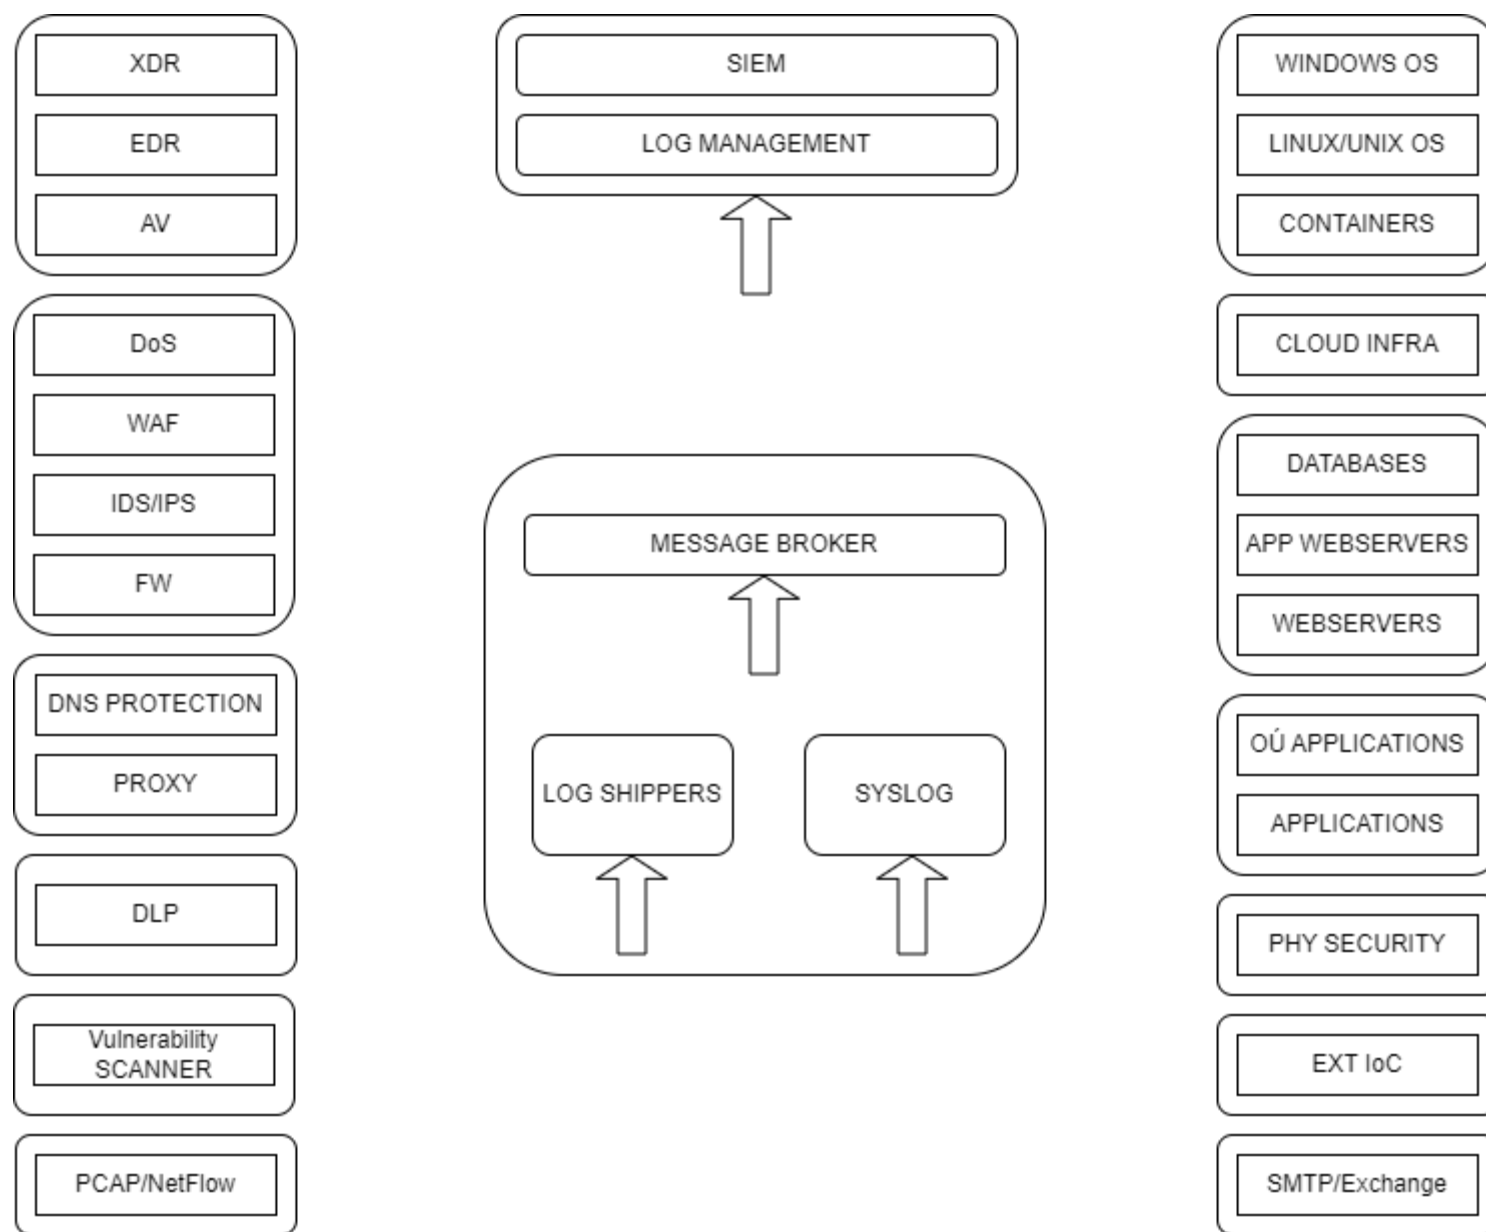 XDR
EDR
AV
DoS
WAF
IDS/IPS
FW
DNS PROTECTION
PROXY
DLP
Vulnerability
SCANNER
PCAP/NetFlow
SIEM
LOG MANAGEMENT
MESSAGE BROKER
LOG SHIPPERS
SYSLOG
WINDOWS OS
LINUX/UNIX OS
CONTAINERS
CLOUD INFRA
DATABASES
APP WEBSERVERS
WEBSERVERS
OÚ APPLICATIONS
APPLICATIONS
PHY SECURITY
EXT IoC
SMTP/Exchange